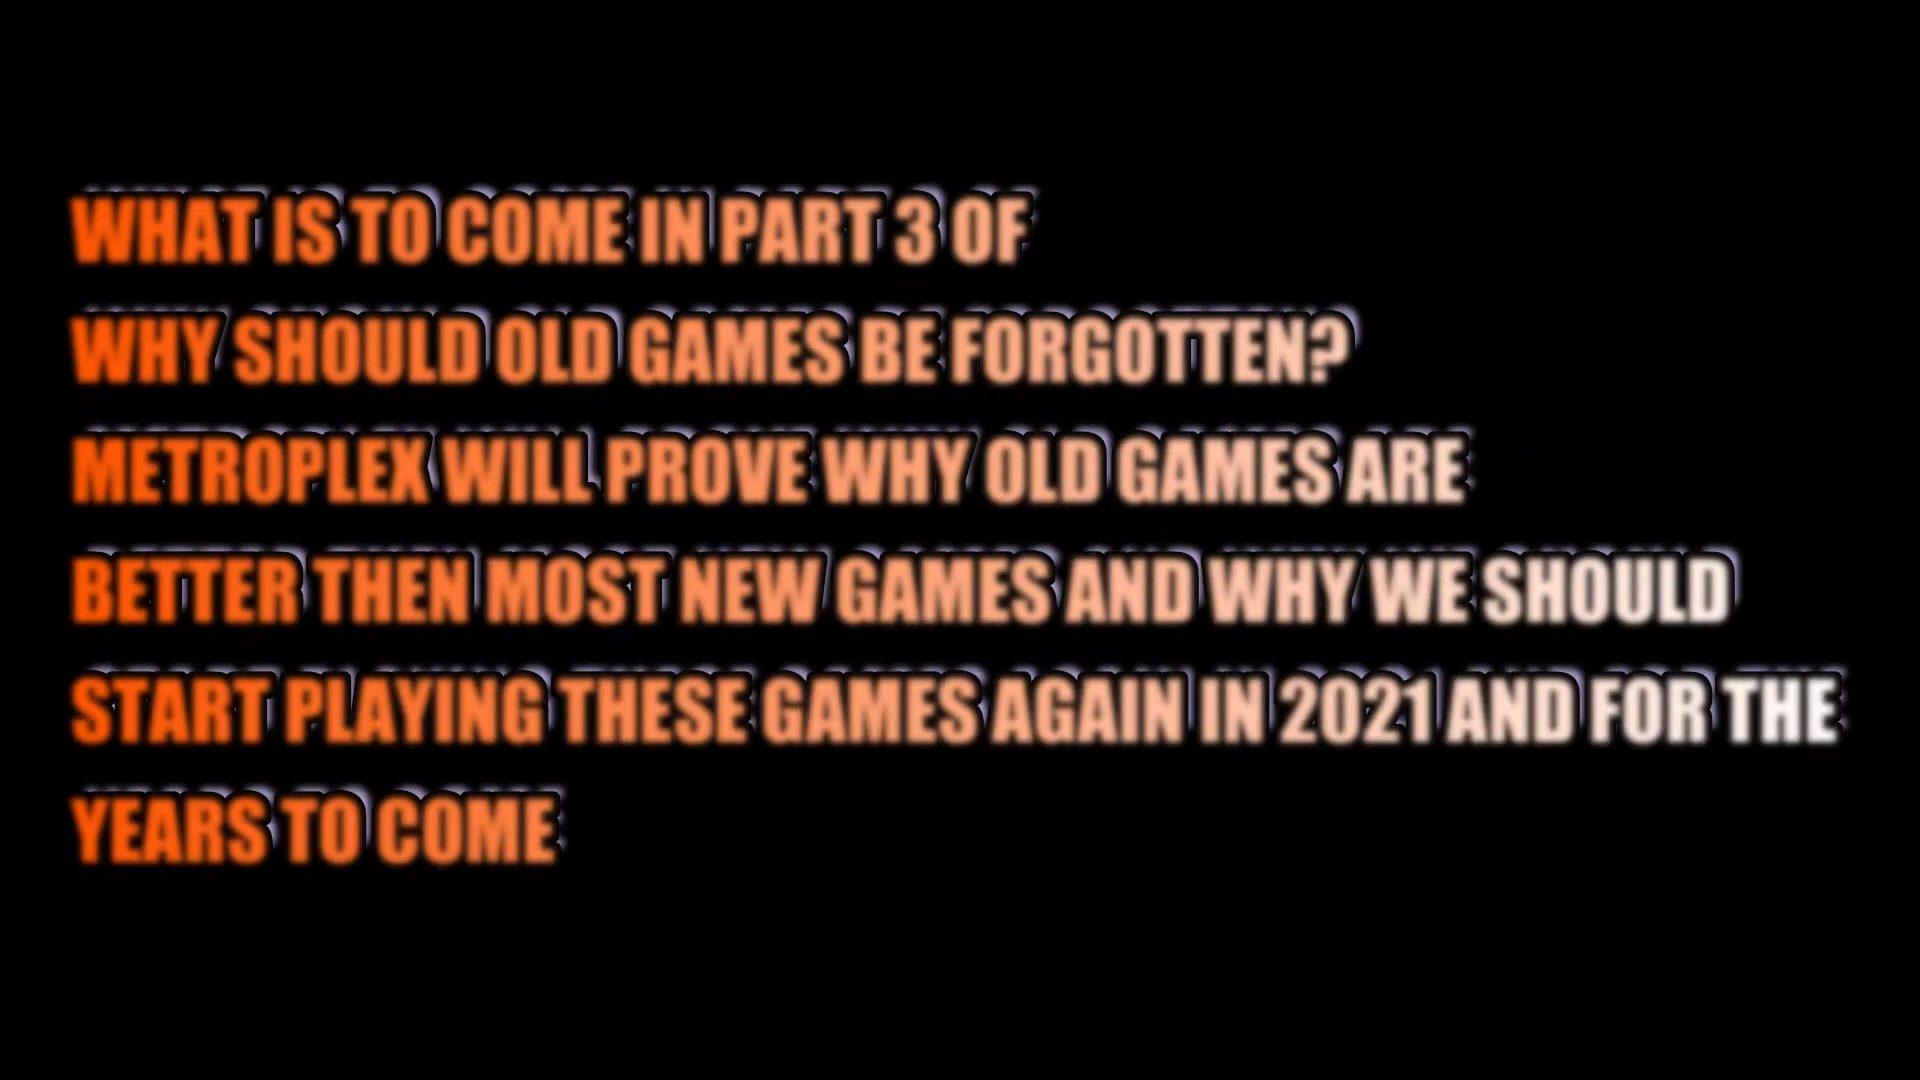 WHAT IS TO COME IN PART 3 OF
WHY SHOULD OLD GAMES BE FORGOTTEN?
METROPLEX WILL PROVE WHY OLD GAMES ARE
BETTER THEN MOST NEW GAMES AND WHY WE SHOULD
START PLAYING THESE GAMES AGAIN IN 2021 AND FOR THE
YEARS TO COME